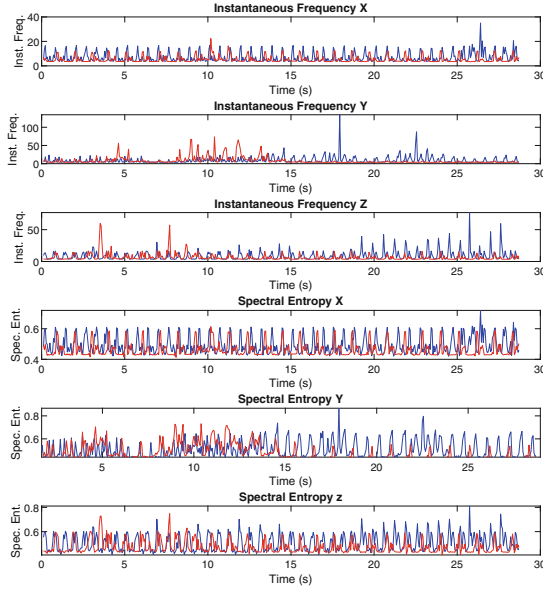 Instantaneous Frequency X
Inst. Freq.
40
20
0
0 5 10 15 20 25 30
Time (s)
Instantaneous Frequency Y
Inst. Freq.
100
50
0
0 5 10 15 20 25 30
Time (s)
Instantaneous Frequency Z
Inst. Freq.
50
0
0 5 10 15 20 25 30
Time (s)
Spectral Entropy X
Spec. Ent.
0.6
0.4
0 5 10 15 20 25 30
Time (s)
Spectral Entropy Y
Spec. Ent.
0.8
0.6
5 10 15 20 25
Time (s)
Spectral Entropy z
Spec. Ent.
0.8
0.6
0 5 10 15 20 25 30
Time (s)